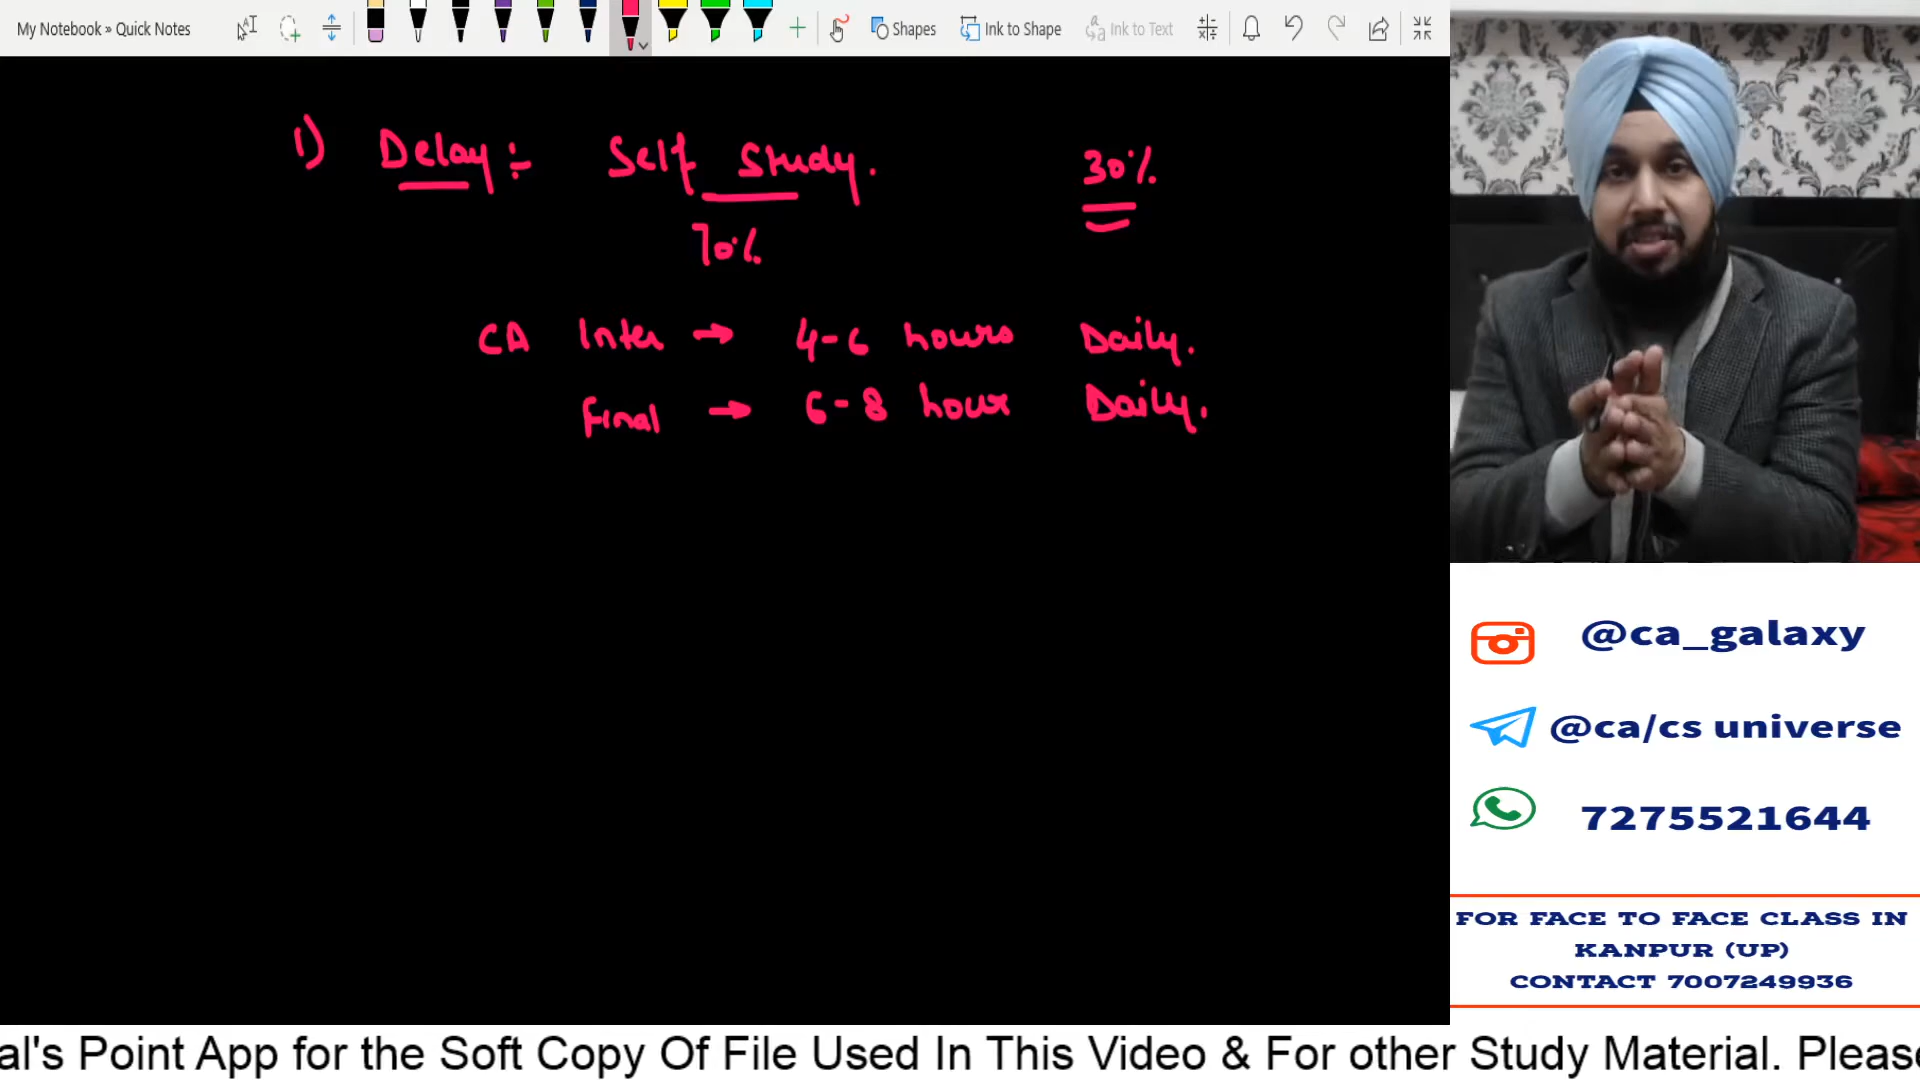 My Notebook » Quick Notes
Shapes
Ink to Shape
Ink to Text
1) Delay :- Self Study. 30%
70%
CA Inter → 4-6 hours Daily.
Final → 6-8 hour Daily.
@ca_galaxy
@ca/cs universe
7275521644
FOR FACE TO FACE CLASS IN
KANPUR (UP)
CONTACT 7007249936
al's Point App for the Soft Copy Of File Used In This Video & For other Study Material. Please